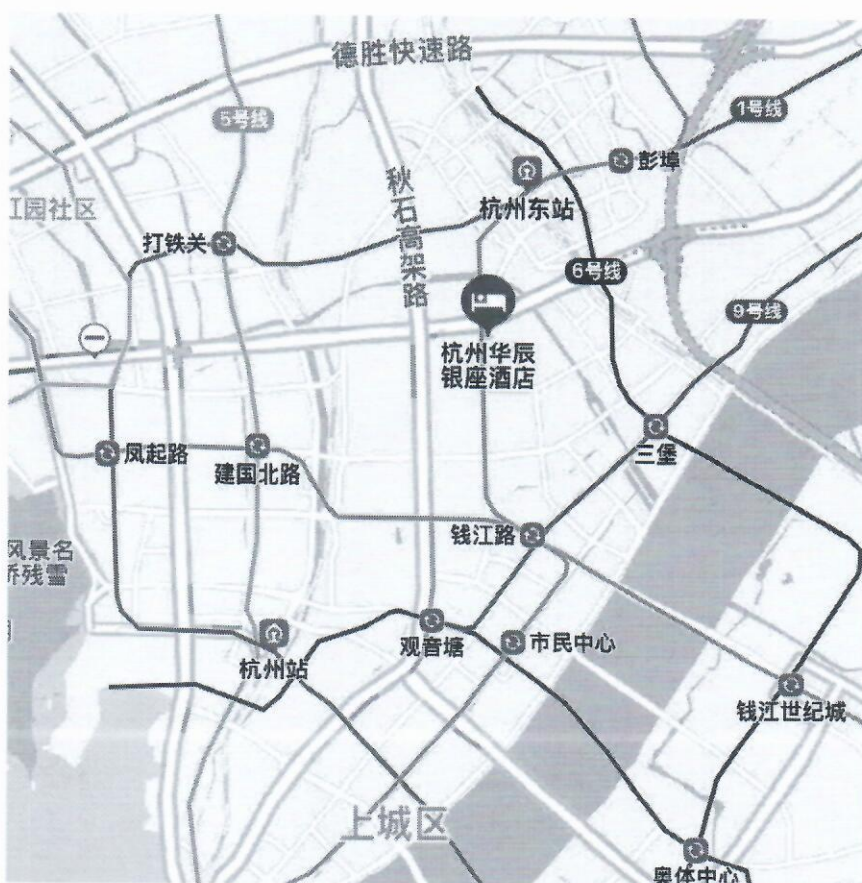 德胜快速路
5号线
1号线
彭埠
杭州东站
秋石高架路
江园社区
打铁关
6号线
9号线
杭州华辰
银座酒店
凤起路
建国北路
三堡
钱江路
风景名
桥残雪
观音塘
市民中心
杭州站
钱江世纪城
上城区
奥体中心